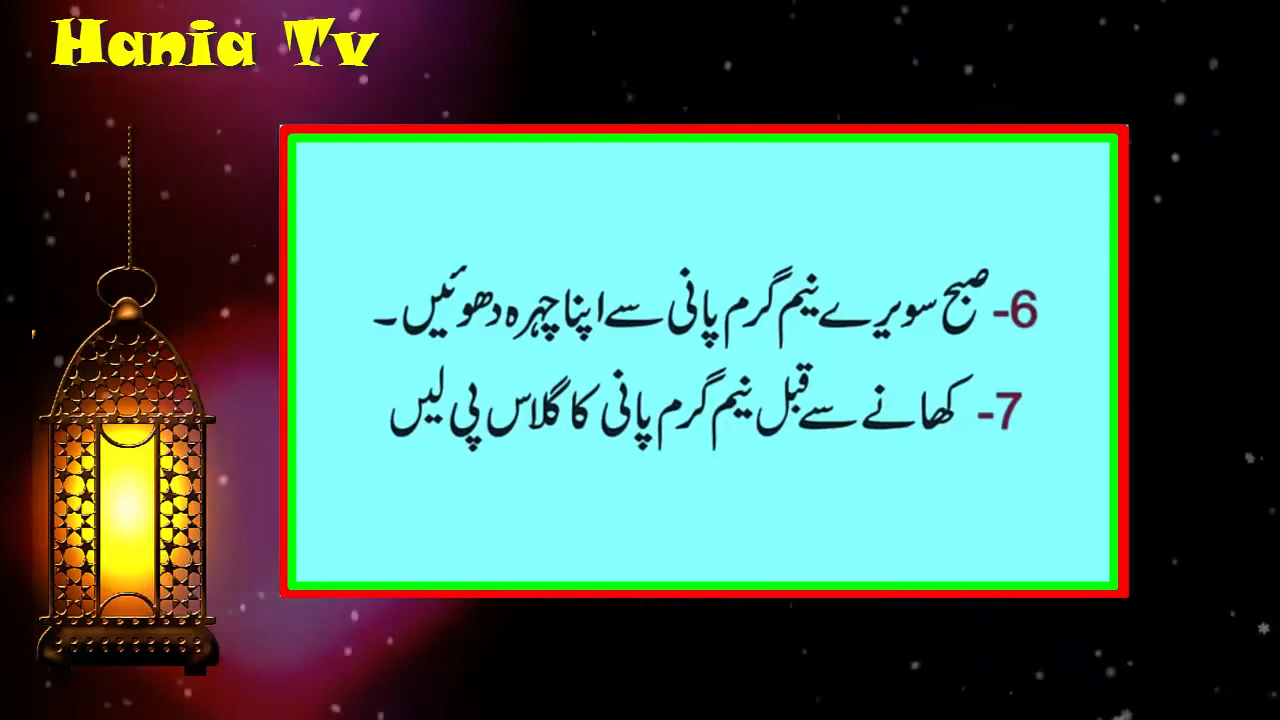 Hania Tv
6- صبح سویرے نیم گرم پانی سے اپنا چہرہ دھوئیں۔
7- کھانے سے قبل نیم گرم پانی کا گلاس پی لیں